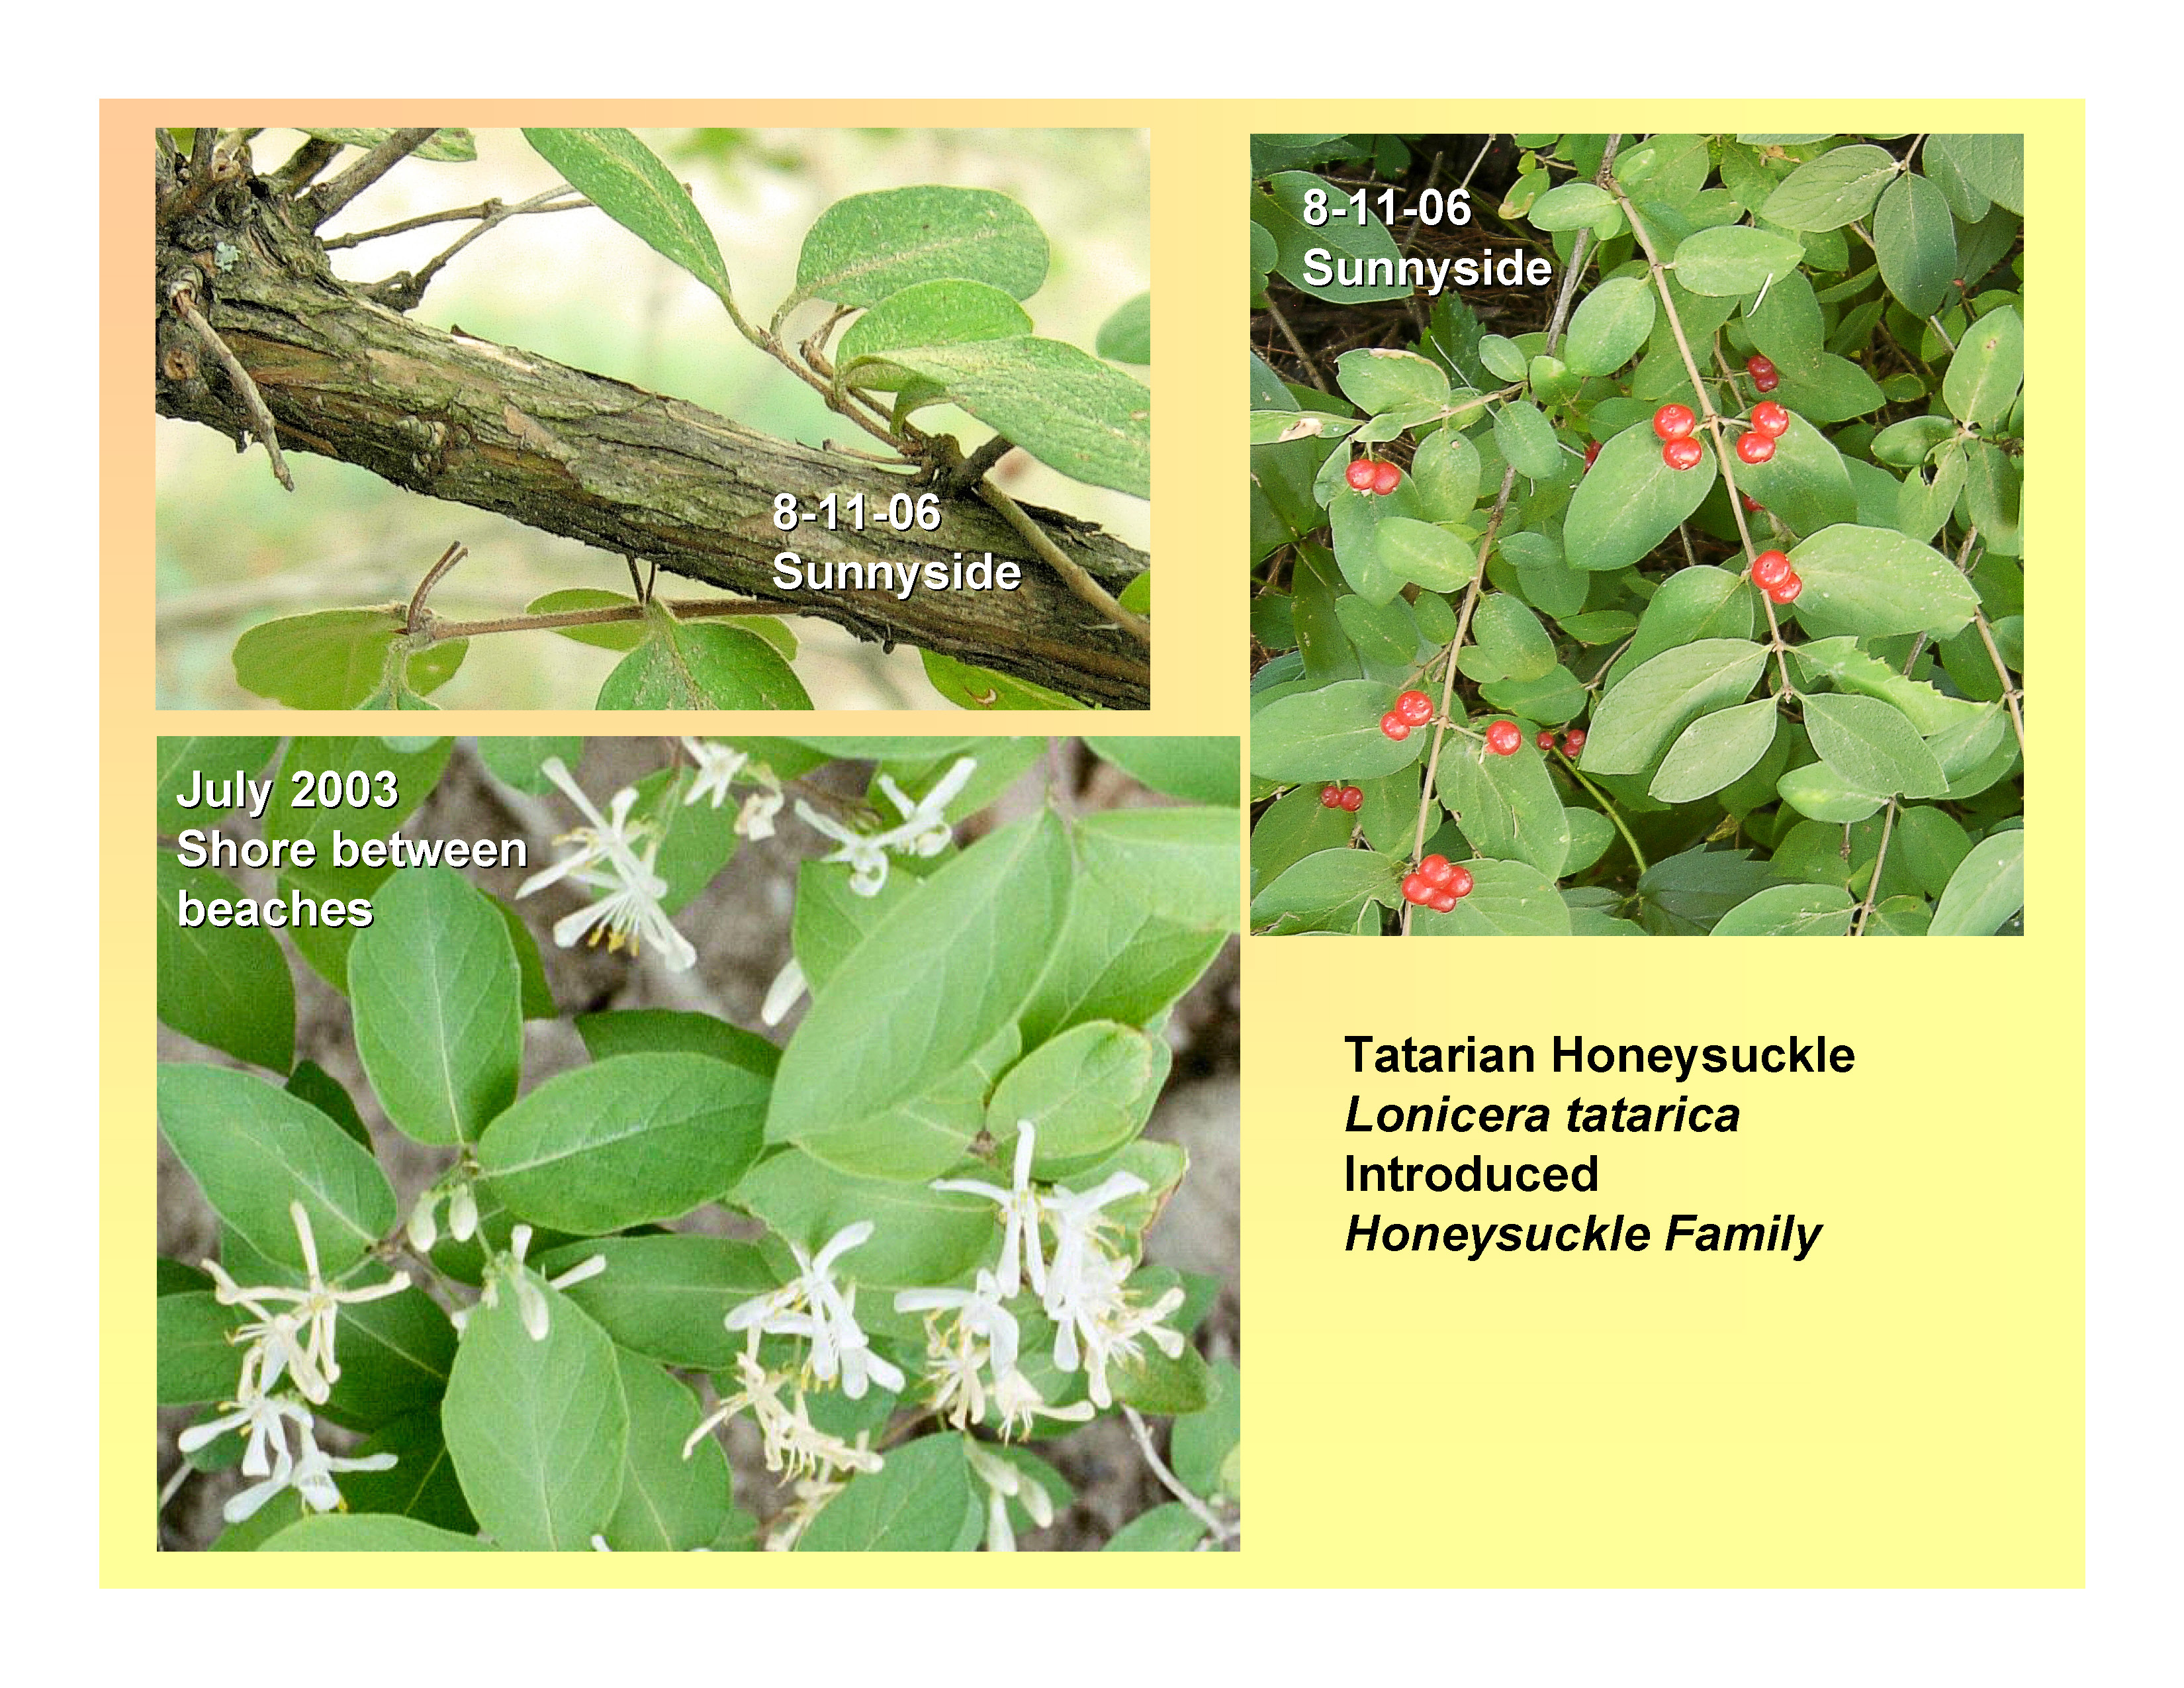 8-11-06
Sunnyside
8-11-06
Sunnyside
July 2003
Shore between
beaches
Tatarian Honeysuckle
Lonicera tatarica
Introduced
Honeysuckle Family